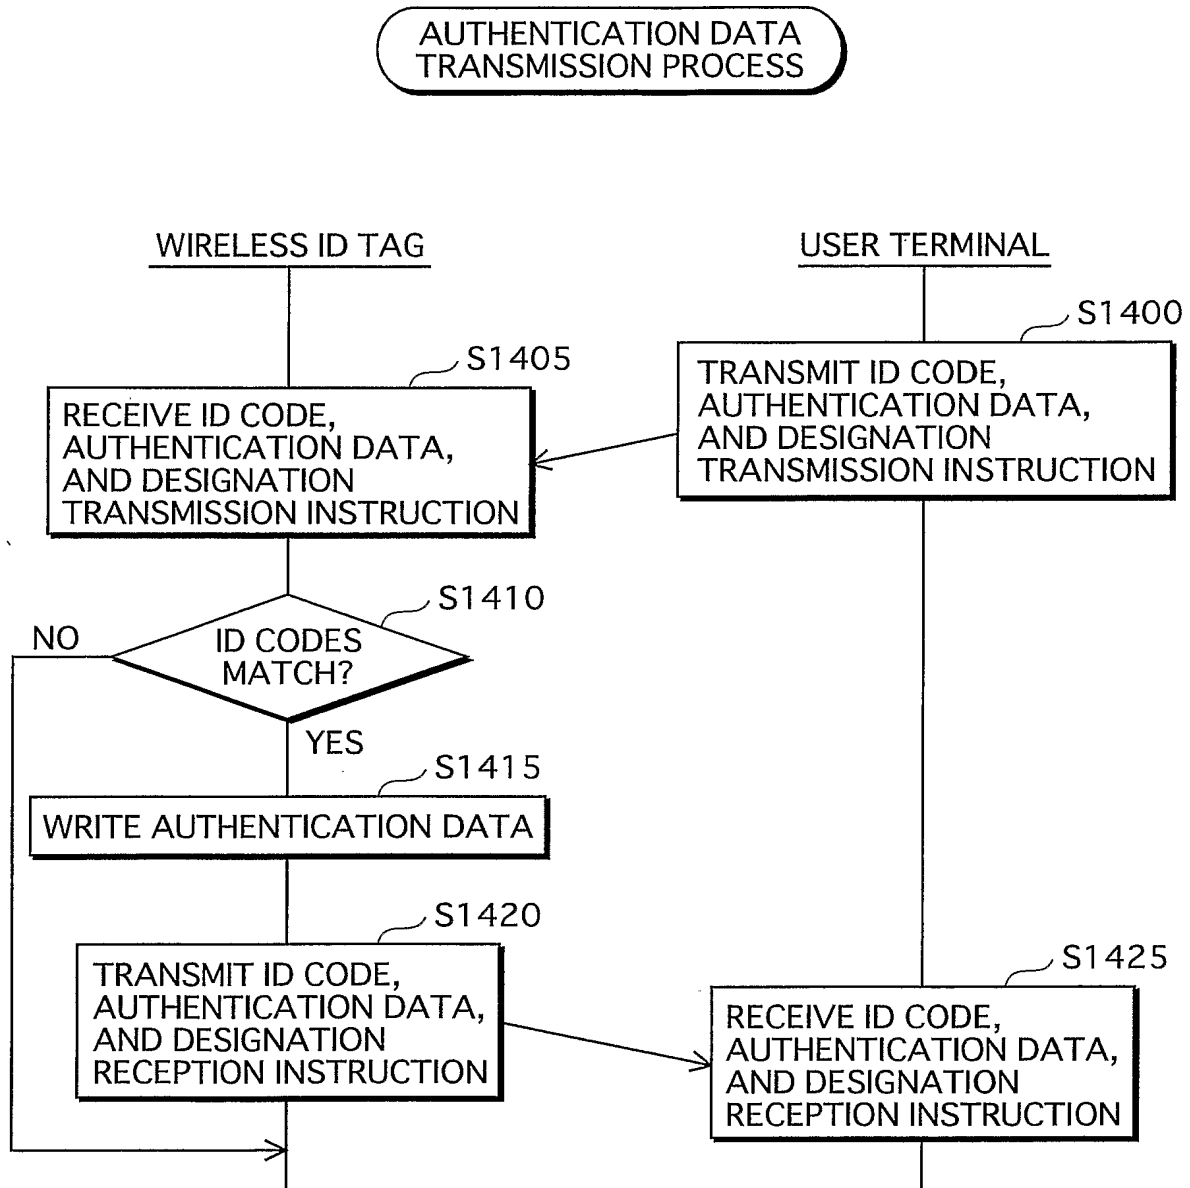 AUTHENTICATION DATA
TRANSMISSION PROCESS
WIRELESS ID TAG
USER TERMINAL
S1400
TRANSMIT ID CODE,
AUTHENTICATION DATA,
AND DESIGNATION
TRANSMISSION INSTRUCTION
S1405
RECEIVE ID CODE,
AUTHENTICATION DATA,
AND DESIGNATION
TRANSMISSION INSTRUCTION
S1410
NO
ID CODES
MATCH?
YES
S1415
WRITE AUTHENTICATION DATA
S1420
TRANSMIT ID CODE,
AUTHENTICATION DATA,
AND DESIGNATION
RECEPTION INSTRUCTION
S1425
RECEIVE ID CODE,
AUTHENTICATION DATA,
AND DESIGNATION
RECEPTION INSTRUCTION